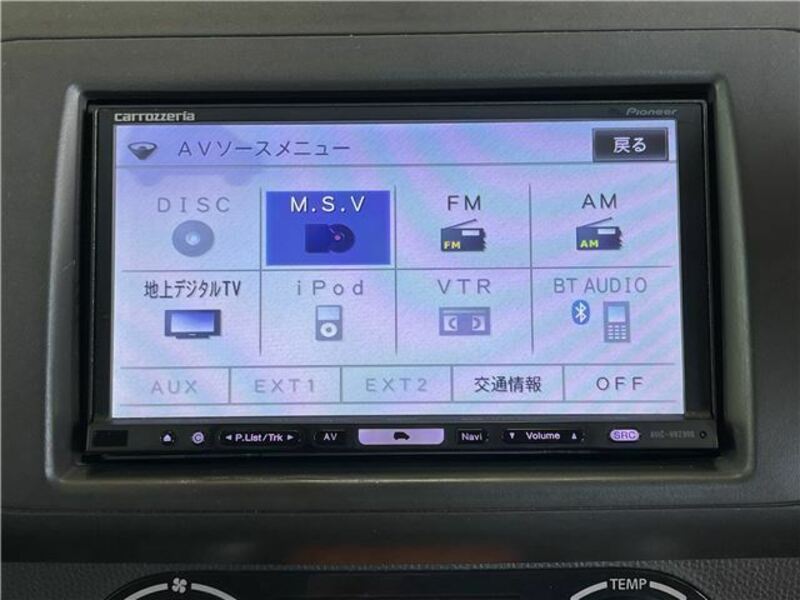 carrozzeria Pioneer
AVソースメニュー 戻る
DISC M.S.V FM AM
FM AM
地上デジタルTV iPod VTR BT AUDIO
AUX EXT1 EXT2 交通情報 OFF
P.List/Trk AV Navi Volume SRC
TEMP